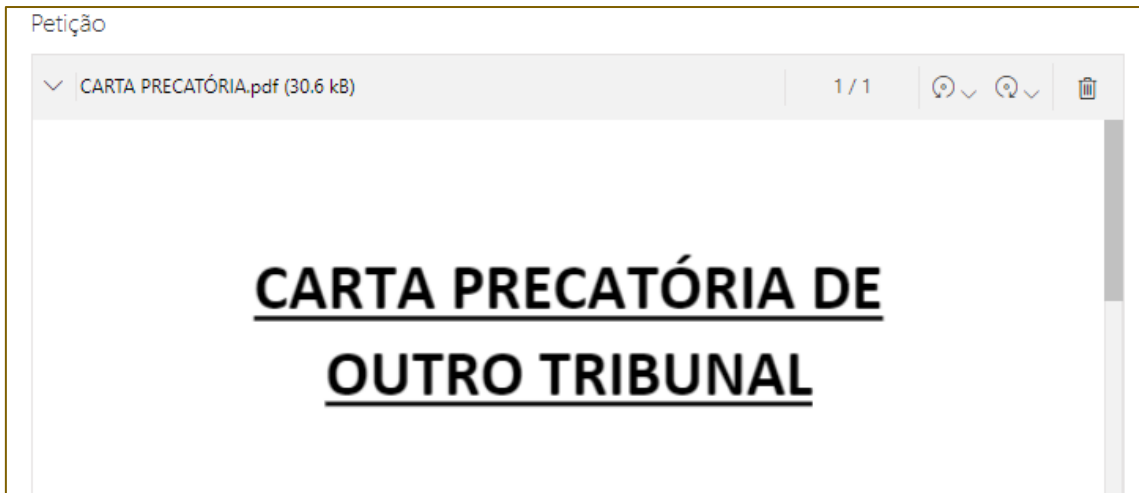 Petição
CARTA PRECATÓRIA.pdf (30.6 kB) 1 / 1
CARTA PRECATÓRIA DE
OUTRO TRIBUNAL